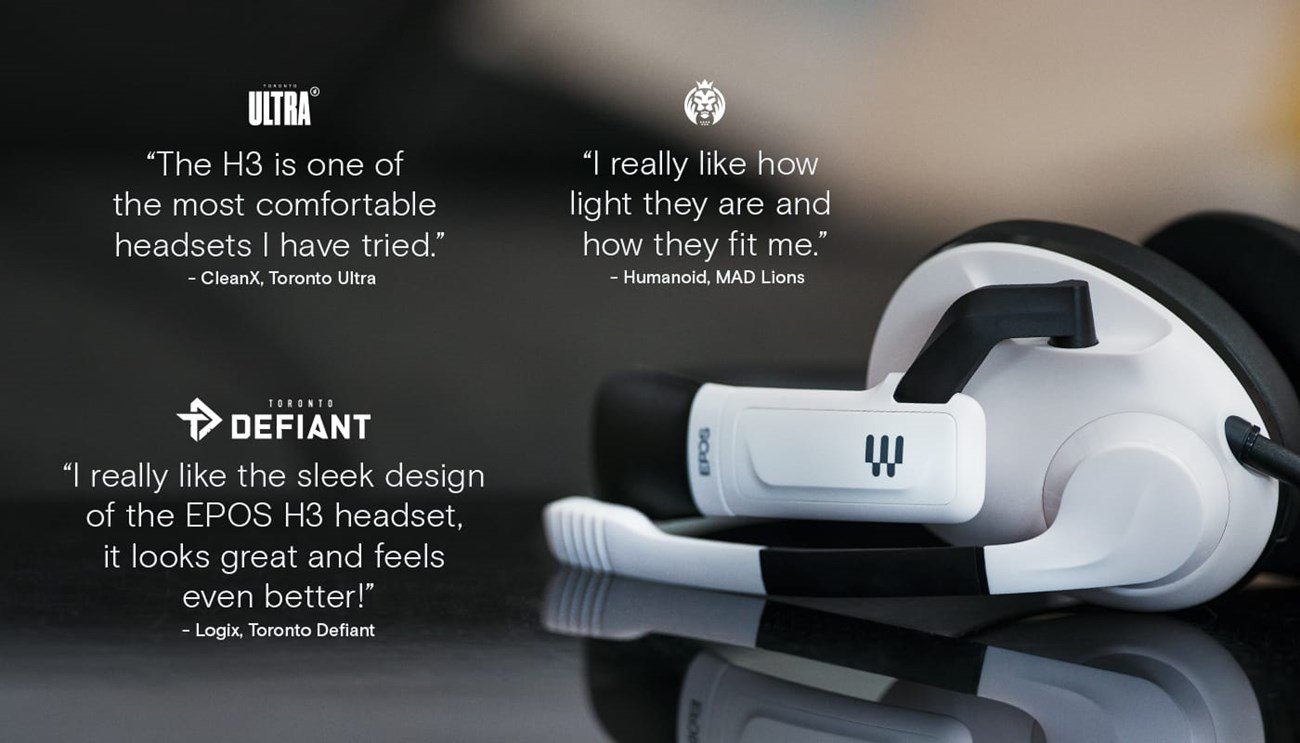 TORONTO
ULTRA
“The H3 is one of
the most comfortable
headsets I have tried.”
– CleanX, Toronto Ultra
“I really like how
light they are and
how they fit me.”
– Humanoid, MAD Lions
TORONTO
DEFIANT
“I really like the sleek design
of the EPOS H3 headset,
it looks great and feels
even better!”
– Logix, Toronto Defiant
EPOS
EPOS